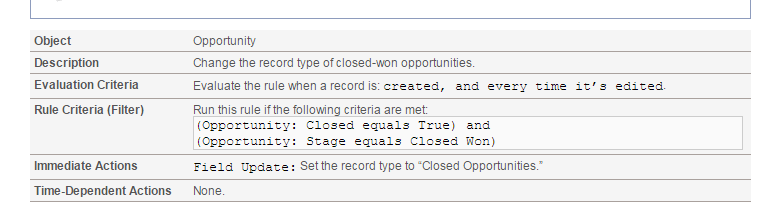 Object Opportunity
Description Change the record type of closed-won opportunities.
Evaluation Criteria Evaluate the rule when a record is: created, and every time it’s edited.
Rule Criteria (Filter) Run this rule if the following criteria are met:
(Opportunity: Closed equals True) and
(Opportunity: Stage equals Closed Won)
Immediate Actions Field Update: Set the record type to “Closed Opportunities.”
Time-Dependent Actions None.